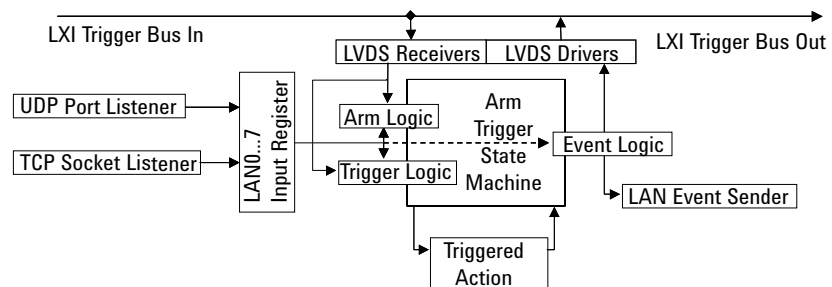 LXI Trigger Bus In
LXI Trigger Bus Out
LVDS Receivers
LVDS Drivers
UDP Port Listener
TCP Socket Listener
LAN0...7
Input Register
Arm Logic
Trigger Logic
Arm
Trigger
State
Machine
Event Logic
LAN Event Sender
Triggered
Action